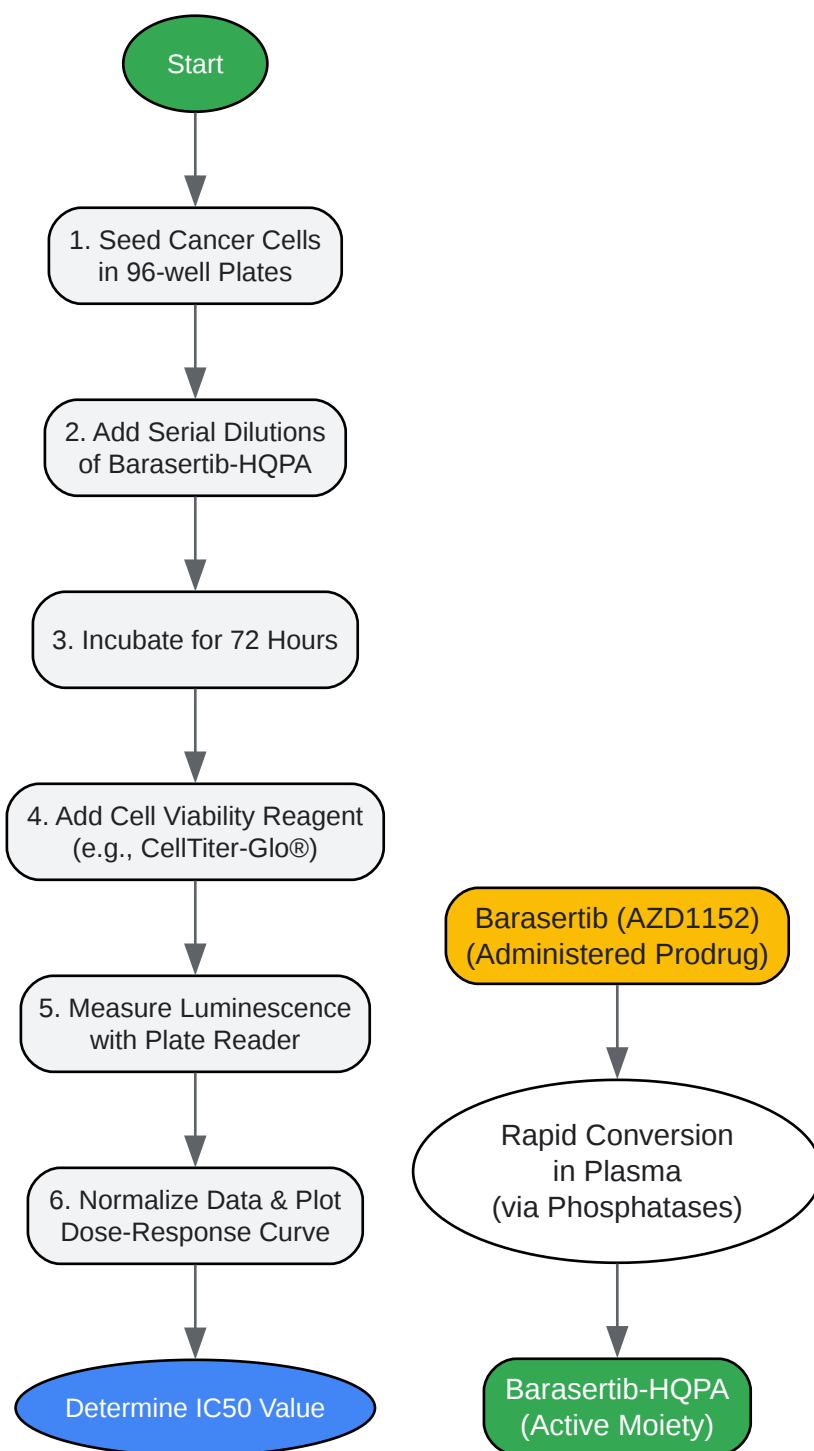 Start
1. Seed Cancer Cells
in 96-well Plates
2. Add Serial Dilutions
of Barasertib-HQPA
3. Incubate for 72 Hours
4. Add Cell Viability Reagent
(e.g., CellTiter-Glo®)
5. Measure Luminescence
with Plate Reader
6. Normalize Data & Plot
Dose-Response Curve
Determine IC50 Value
Barasertib (AZD1152)
(Administered Prodrug)
Rapid Conversion
in Plasma
(via Phosphatases)
Barasertib-HQPA
(Active Moiety)